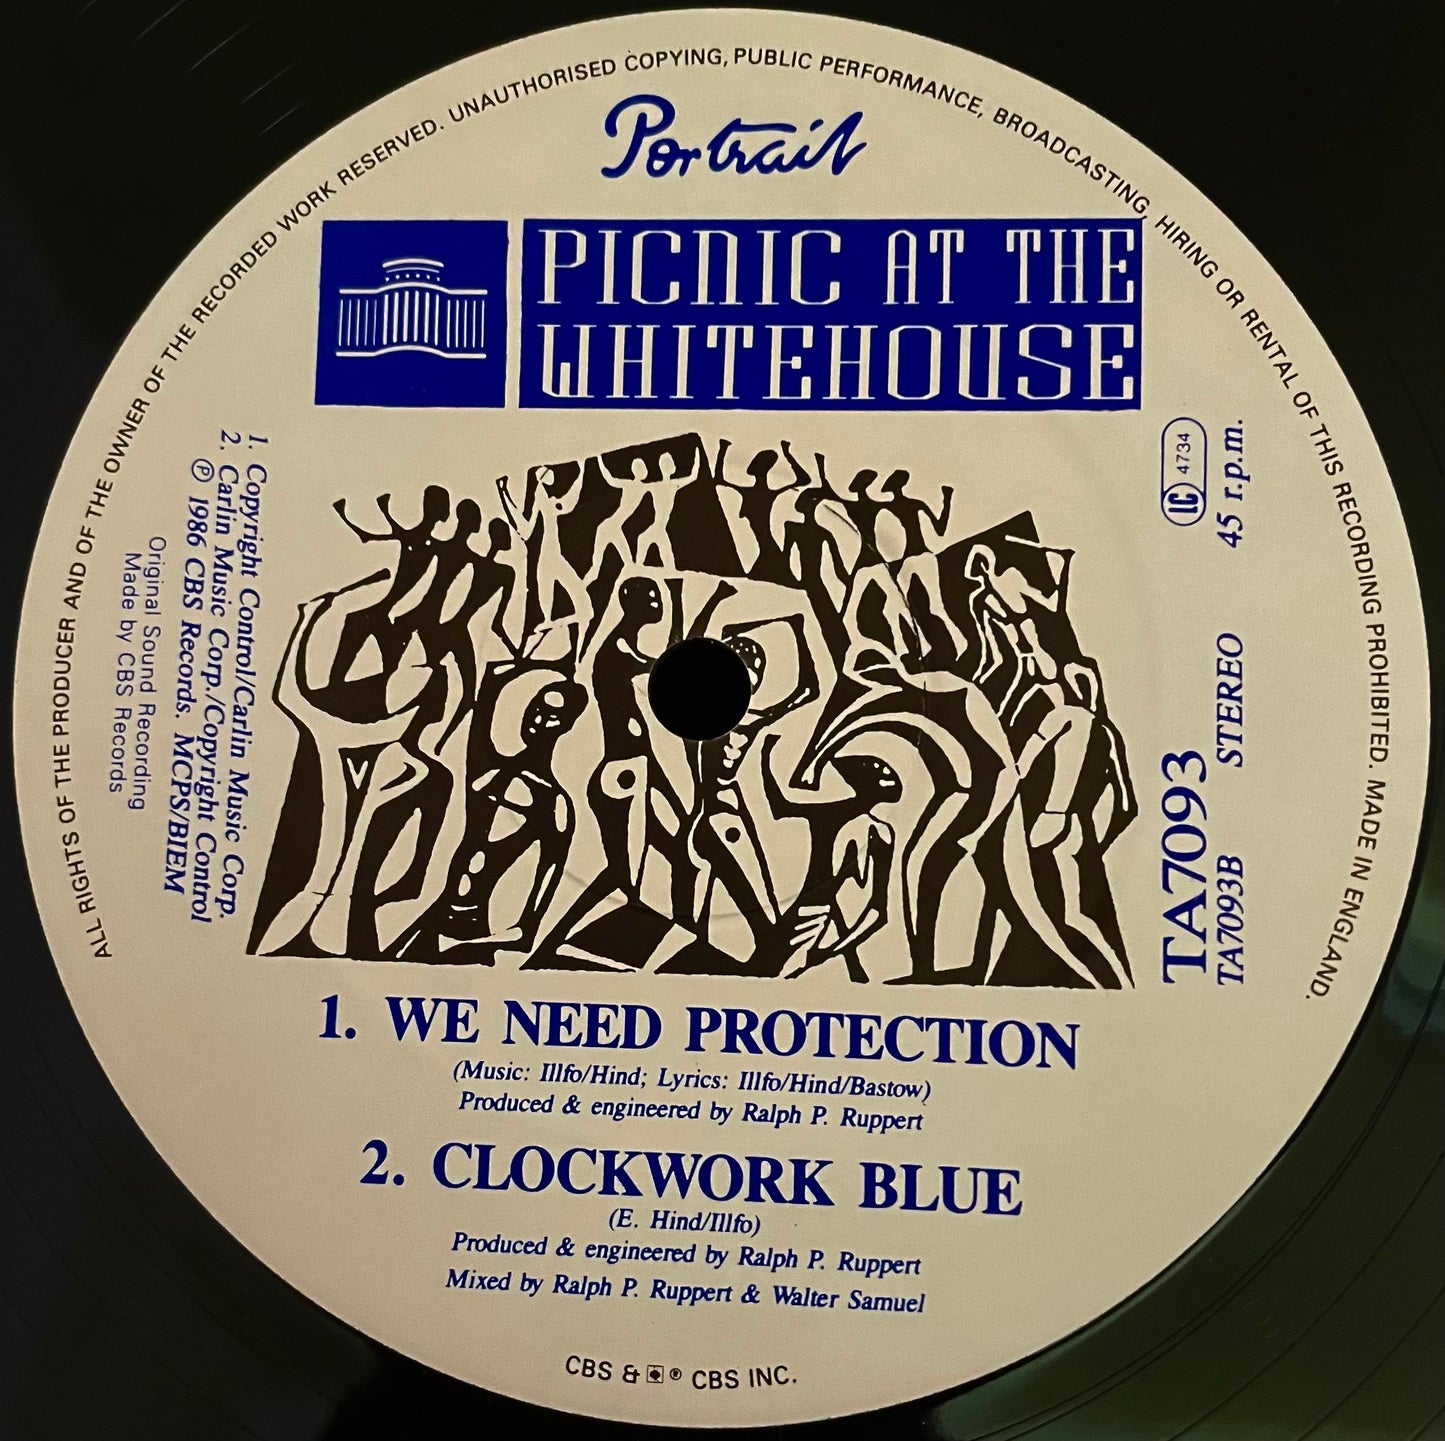 ALL RIGHTS OF THE PRODUCER AND OF THE OWNER OF THE RECORDED WORK RESERVED. UNAUTHORISED COPYING, PUBLIC PERFORMANCE, BROADCASTING, HIRING OR RENTAL OF THIS RECORDING PROHIBITED. MADE IN ENGLAND.
Portrait
PICNIC AT THE
WHITEHOUSE
1. Copyright Control/Carlin Music Corp.
2. Carlin Music Corp./Copyright Control
℗ 1986 CBS Records. MCPS/BIEM
Original Sound Recording
Made by CBS Records
LC 4734
45 r.p.m.
STEREO
TA7093
TA7093B
1. WE NEED PROTECTION
(Music: Illfo/Hind; Lyrics: Illfo/Hind/Bastow)
Produced & engineered by Ralph P. Ruppert
2. CLOCKWORK BLUE
(E. Hind/Illfo)
Produced & engineered by Ralph P. Ruppert
Mixed by Ralph P. Ruppert & Walter Samuel
CBS & ® CBS INC.